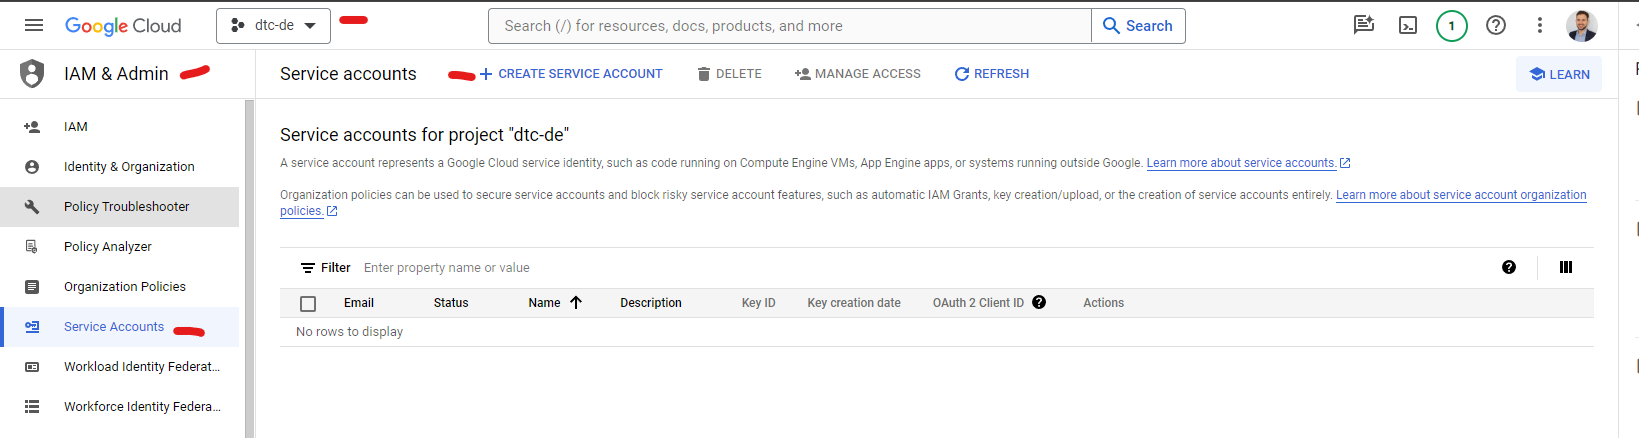 Google Cloud
dtc-de
Search (/) for resources, docs, products, and more
Search
1
IAM & Admin
Service accounts
CREATE SERVICE ACCOUNT
DELETE
MANAGE ACCESS
REFRESH
LEARN
IAM
Identity & Organization
Policy Troubleshooter
Policy Analyzer
Organization Policies
Service Accounts
Workload Identity Federat...
Workforce Identity Federa...
Service accounts for project "dtc-de"
A service account represents a Google Cloud service identity, such as code running on Compute Engine VMs, App Engine apps, or systems running outside Google. Learn more about service accounts.
Organization policies can be used to secure service accounts and block risky service account features, such as automatic IAM Grants, key creation/upload, or the creation of service accounts entirely. Learn more about service account organization
policies.
Filter Enter property name or value
Email Status Name Description Key ID Key creation date OAuth 2 Client ID Actions
No rows to display